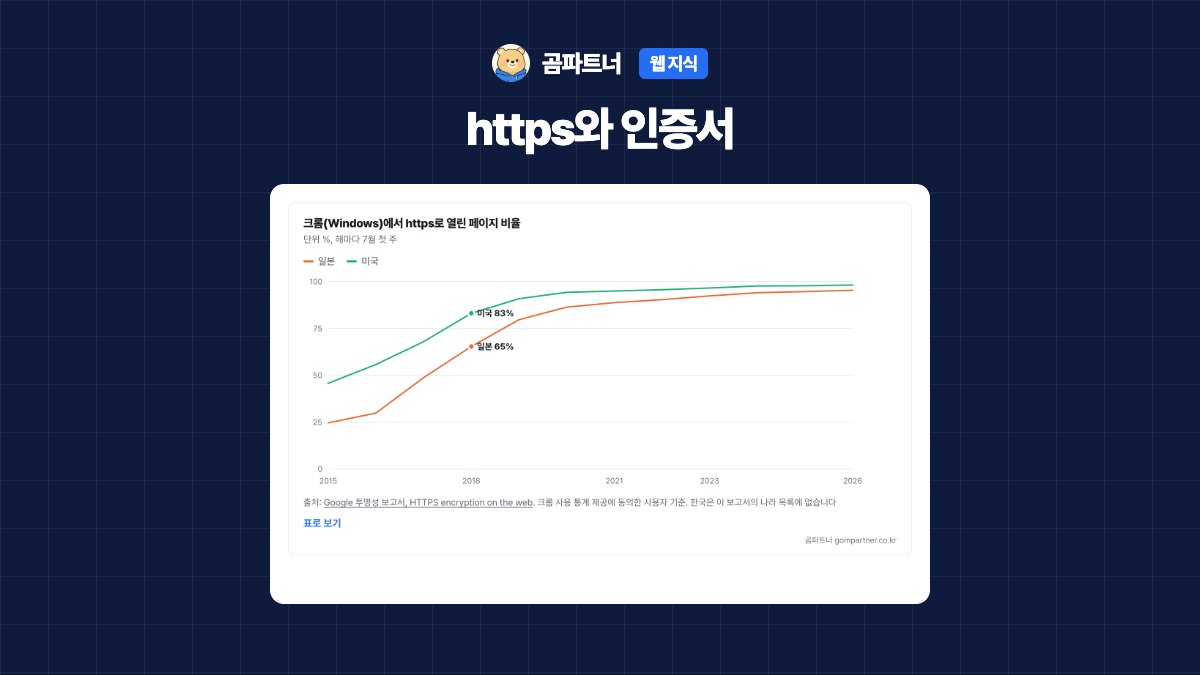 곰파트너 웹 지식
https와 인증서
크롬(Windows)에서 https로 열린 페이지 비율
단위 %, 해마다 7월 첫 주
일본 미국
100
75
50
25
0
미국 83%
일본 65%
2015 2018 2021 2023 2026
출처: Google 투명성 보고서, HTTPS encryption on the web. 크롬 사용 통계 제공에 동의한 사용자 기준. 한국은 이 보고서의 나라 목록에 없습니다
표로 보기
곰파트너 gompartner.co.kr